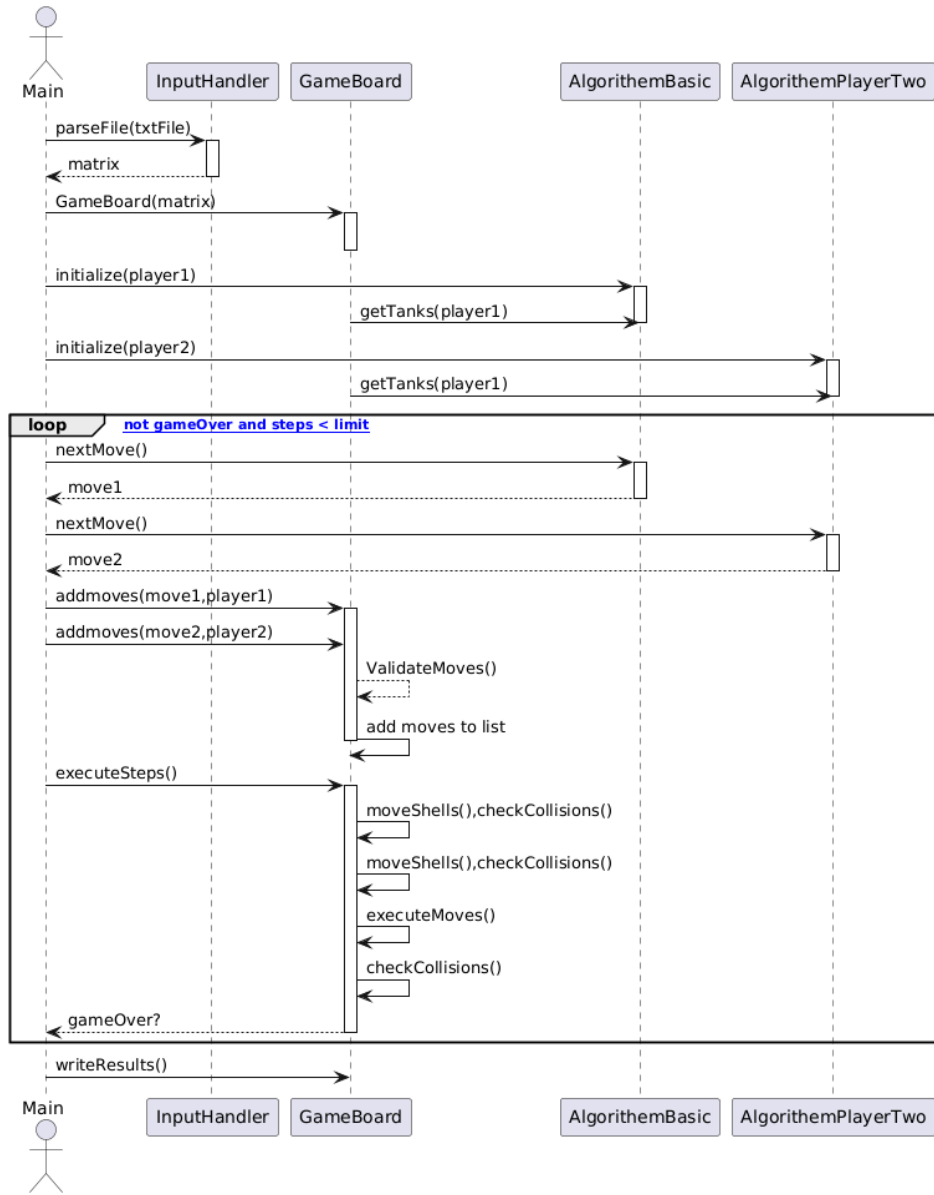 Main
InputHandler
GameBoard
AlgorithemBasic
AlgorithemPlayerTwo
parseFile(txtFile)
matrix
GameBoard(matrix)
initialize(player1)
getTanks(player1)
initialize(player2)
getTanks(player1)
loop
not gameOver and steps < limit
nextMove()
move1
nextMove()
move2
addmoves(move1,player1)
addmoves(move2,player2)
ValidateMoves()
add moves to list
executeSteps()
moveShells(),checkCollisions()
moveShells(),checkCollisions()
executeMoves()
checkCollisions()
gameOver?
writeResults()
Main
InputHandler
GameBoard
AlgorithemBasic
AlgorithemPlayerTwo